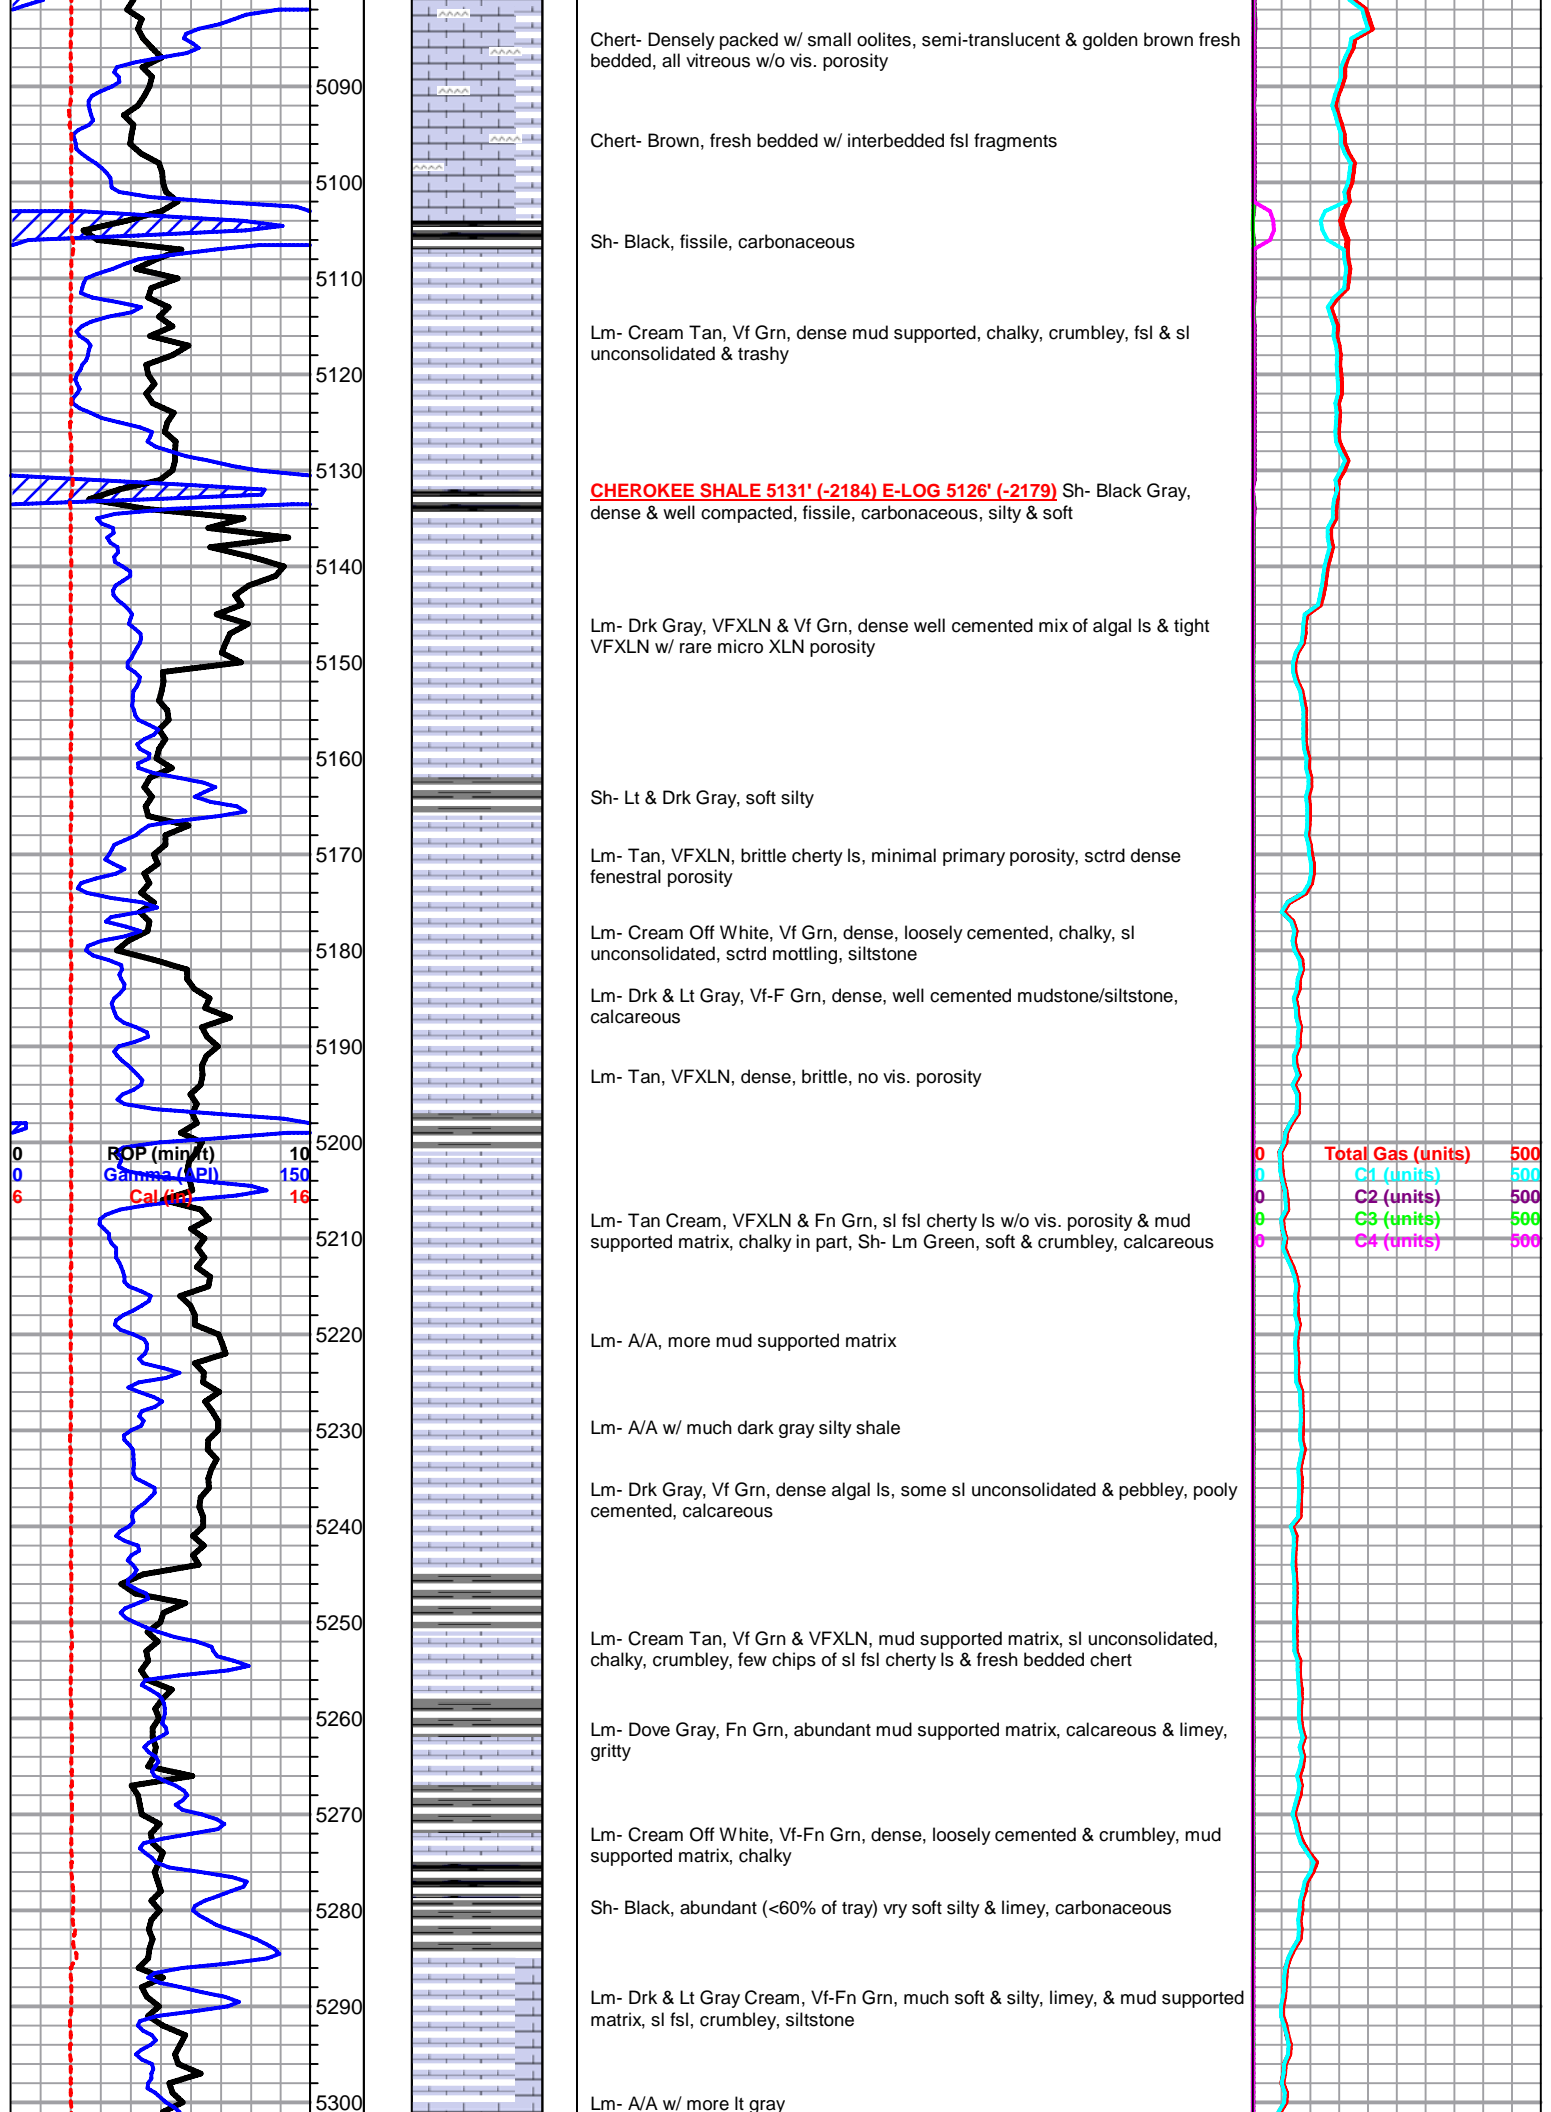 Chert- Densely packed w/ small oolites, semi-translucent & golden brown fresh
bedded, all vitreous w/o vis. porosity
5090
Chert- Brown, fresh bedded w/ interbedded fsl fragments
5100
Sh- Black, fissile, carbonaceous
5110
Lm- Cream Tan, Vf Grn, dense mud supported, chalky, crumbley, fsl & sl
unconsolidated & trashy
5120
5130
CHEROKEE SHALE 5131' (-2184) E-LOG 5126' (-2179) Sh- Black Gray,
dense & well compacted, fissile, carbonaceous, silty & soft
5140
Lm- Drk Gray, VFXLN & Vf Grn, dense well cemented mix of algal ls & tight
VFXLN w/ rare micro XLN porosity
5150
5160
Sh- Lt & Drk Gray, soft silty
5170
Lm- Tan, VFXLN, brittle cherty ls, minimal primary porosity, sctrd dense
fenestral porosity
Lm- Cream Off White, Vf Grn, dense, loosely cemented, chalky, sl
unconsolidated, sctrd mottling, siltstone
5180
Lm- Drk & Lt Gray, Vf-F Grn, dense, well cemented mudstone/siltstone,
calcareous
5190
Lm- Tan, VFXLN, dense, brittle, no vis. porosity
5200
0 ROP (min/ft) 10
0 Gamma (API) 150
6 Cal (in) 16
0 Total Gas (units) 500
0 C1 (units) 500
0 C2 (units) 500
0 C3 (units) 500
0 C4 (units) 500
Lm- Tan Cream, VFXLN & Fn Grn, sl fsl cherty ls w/o vis. porosity & mud
supported matrix, chalky in part, Sh- Lm Green, soft & crumbley, calcareous
5210
5220
Lm- A/A, more mud supported matrix
5230
Lm- A/A w/ much dark gray silty shale
Lm- Drk Gray, Vf Grn, dense algal ls, some sl unconsolidated & pebbley, pooly
cemented, calcareous
5240
5250
Lm- Cream Tan, Vf Grn & VFXLN, mud supported matrix, sl unconsolidated,
chalky, crumbley, few chips of sl fsl cherty ls & fresh bedded chert
5260
Lm- Dove Gray, Fn Grn, abundant mud supported matrix, calcareous & limey,
gritty
5270
Lm- Cream Off White, Vf-Fn Grn, dense, loosely cemented & crumbley, mud
supported matrix, chalky
5280
Sh- Black, abundant (<60% of tray) vry soft silty & limey, carbonaceous
5290
Lm- Drk & Lt Gray Cream, Vf-Fn Grn, much soft & silty, limey, & mud supported
matrix, sl fsl, crumbley, siltstone
5300
Lm- A/A w/ more lt gray